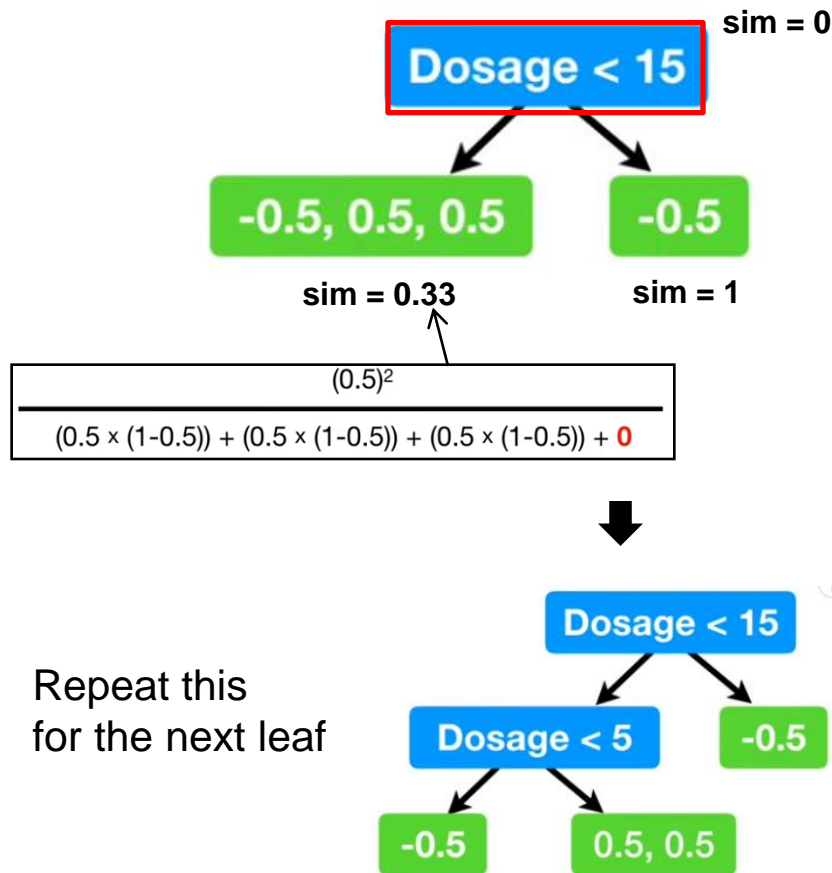 sim = 0
Dosage < 15
-0.5, 0.5, 0.5
-0.5
sim = 0.33
sim = 1
(0.5)²
(0.5 x (1-0.5)) + (0.5 x (1-0.5)) + (0.5 x (1-0.5)) + 0
Dosage < 15
Repeat this
for the next leaf
Dosage < 5
-0.5
-0.5
0.5, 0.5